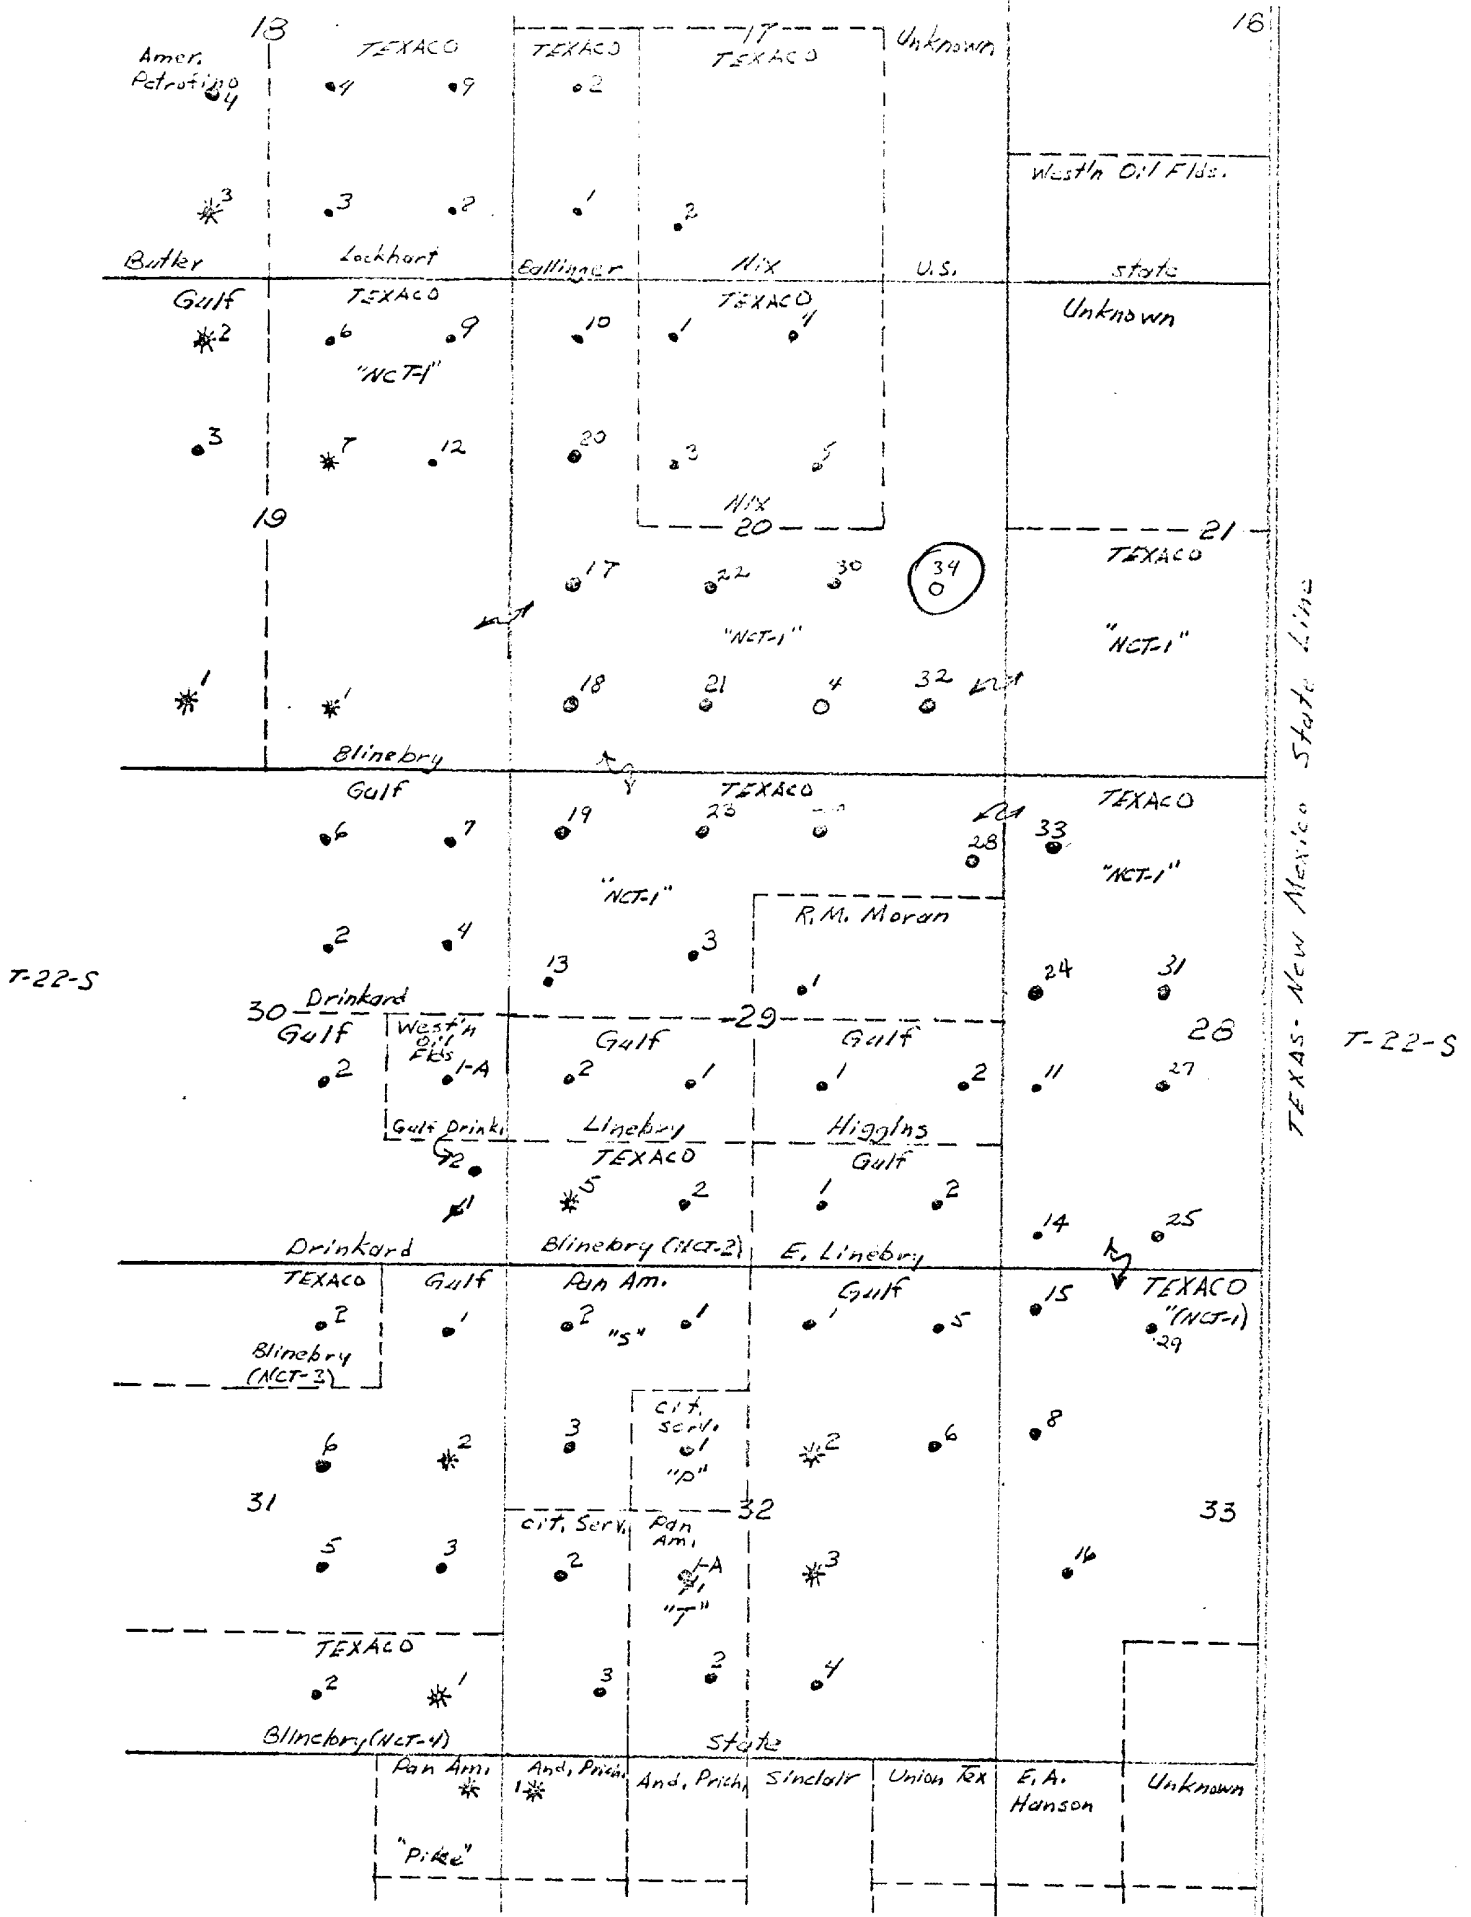 18
17
16
Amer.
Petrofina
TEXACO
TEXACO
TEXACO
Unknown
4
4
9
2
West'n Oil Flds.
3
3
8
1
2
Butler
Lockhart
Ballinger
Nix
U.S.
State
Gulf
TEXACO
TEXACO
Unknown
2
6
9
10
1
4
"NCT-1"
3
7
12
20
3
5
Nix
19
20
21
TEXACO
17
22
30
34
"NCT-1"
"NCT-1"
1
1
18
21
4
32
Blinebry
Gulf
TEXACO
TEXACO
6
7
19
23
28
33
"NCT-1"
"NCT-1"
R.M. Moran
2
4
13
3
1
24
31
T-22-S
Drinkard
30
29
28
T-22-S
Gulf
West'n
Oil
Flds
Gulf
Gulf
2
1-A
2
1
1
2
11
27
Gulf Drink.
Linebry
Higgins
TEXACO
Gulf
12
1
5
2
1
2
14
25
Drinkard
Blinebry (NCT-2)
E. Linebry
TEXACO
Gulf
Pan Am.
Gulf
TEXACO
"(NCT-1)
2
1
2
"S"
1
1
5
15
29
Blinebry
(NCT-3)
Cit.
Serv.
6
2
3
1
"P"
2
6
8
31
32
33
Cit. Serv.
Pan
Am.
5
3
2
1-A
"T"
3
16
TEXACO
2
1
3
2
4
Blinebry (NCT-4)
State
Pan Am.
And. Prich.
1
And. Prich.
Sinclair
Union Tex
E.A.
Hanson
Unknown
"Pike"
TEXAS - New Mexico State Line